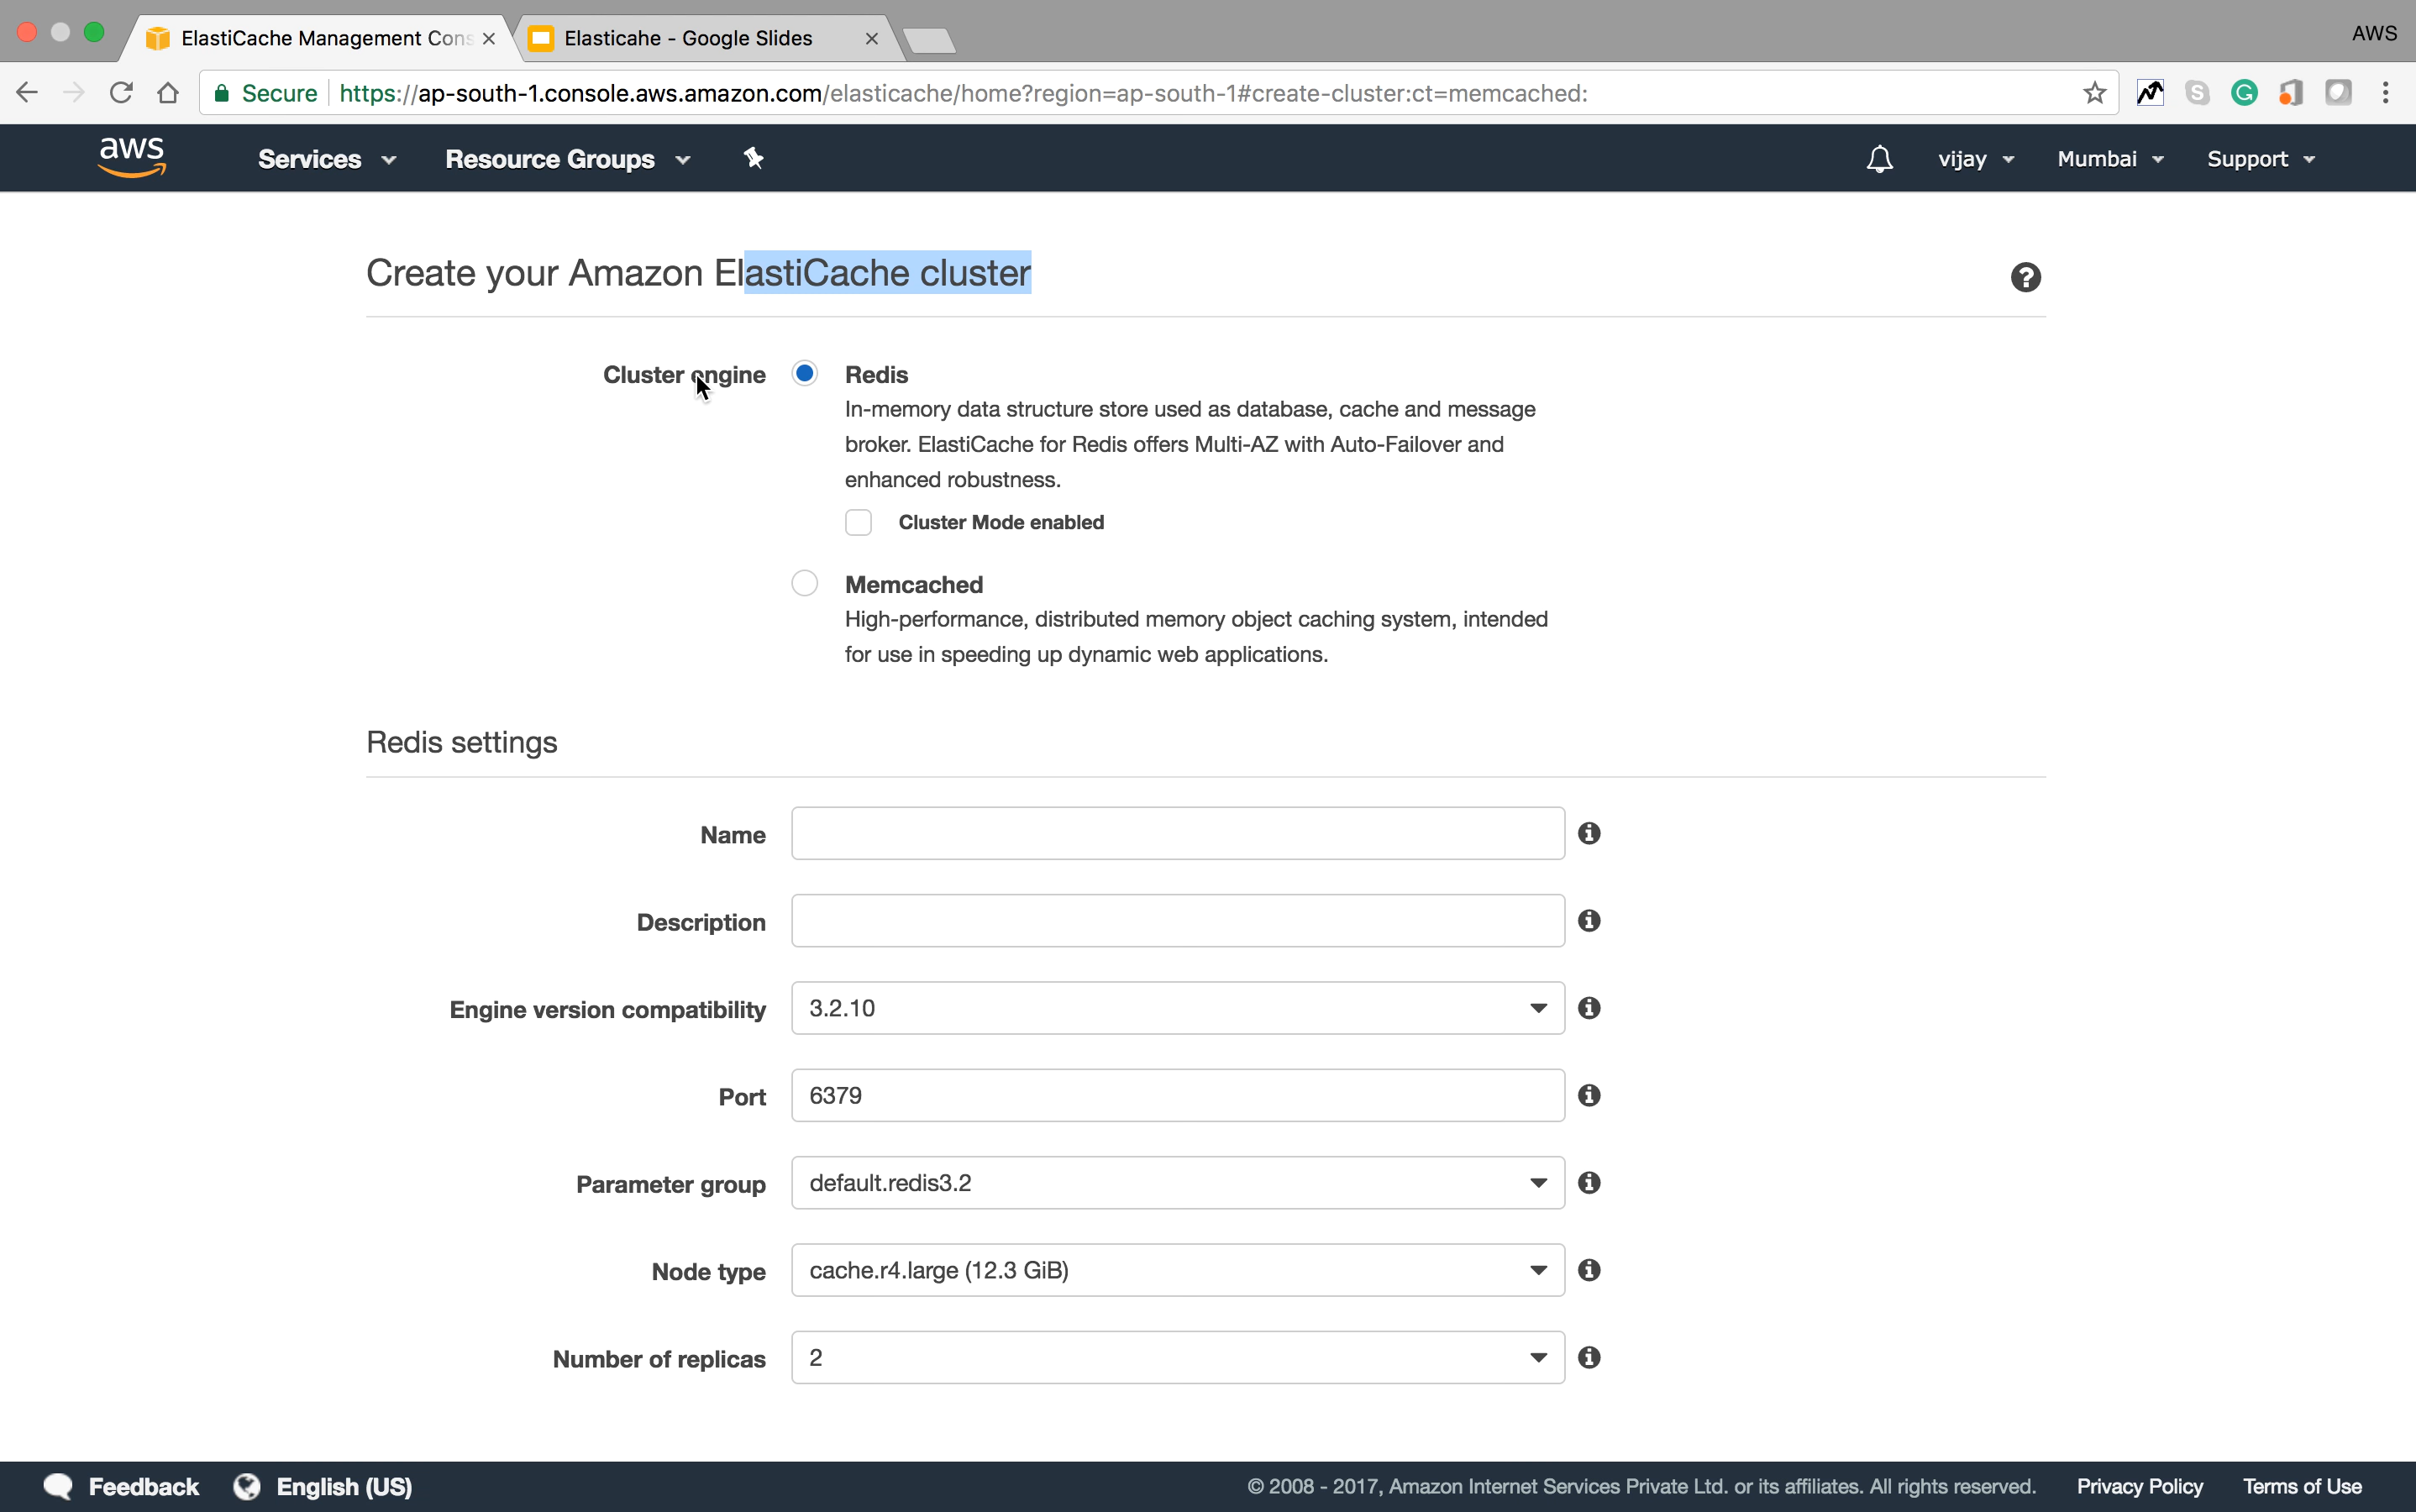 ElastiCache Management Cons
Elasticahe - Google Slides
AWS
Secure
https://ap-south-1.console.aws.amazon.com/elasticache/home?region=ap-south-1#create-cluster:ct=memcached:
aws
Services
Resource Groups
vijay
Mumbai
Support
Create your Amazon ElastiCache cluster
Cluster engine
Redis
In-memory data structure store used as database, cache and message
broker. ElastiCache for Redis offers Multi-AZ with Auto-Failover and
enhanced robustness.
Cluster Mode enabled
Memcached
High-performance, distributed memory object caching system, intended
for use in speeding up dynamic web applications.
Redis settings
Name
Description
Engine version compatibility
3.2.10
Port
6379
Parameter group
default.redis3.2
Node type
cache.r4.large (12.3 GiB)
Number of replicas
2
Feedback
English (US)
© 2008 - 2017, Amazon Internet Services Private Ltd. or its affiliates. All rights reserved.
Privacy Policy
Terms of Use